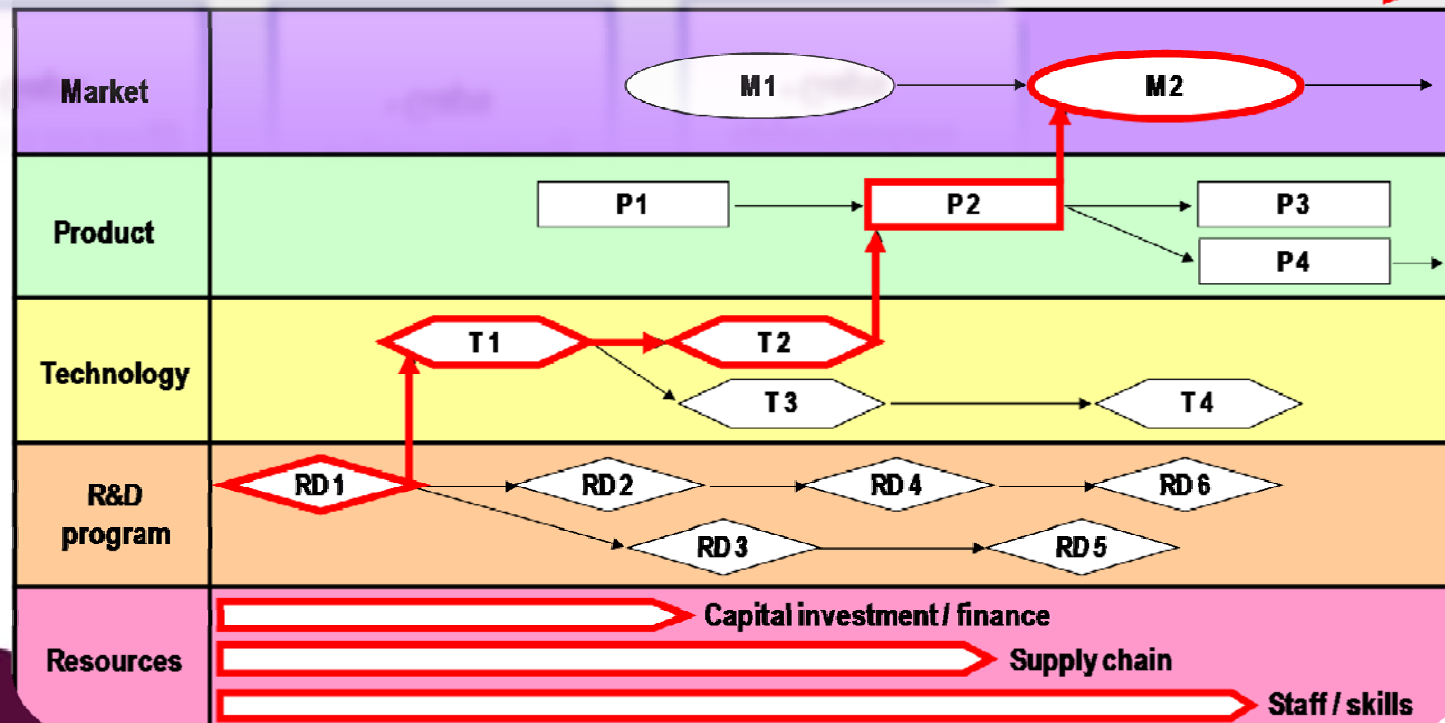 Market
M1
M2
Product
P1
P2
P3
P4
Technology
T1
T2
T3
T4
R&D
program
RD1
RD2
RD4
RD6
RD3
RD5
Resources
Capital investment / finance
Supply chain
Staff / skills